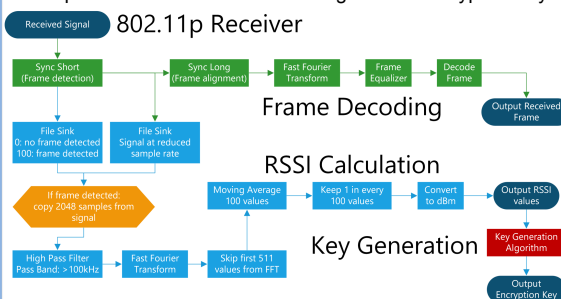 Received Signal
802.11p Receiver
Sync Short
(Frame detection)
Sync Long
(Frame alignment)
Fast Fourier
Transform
Frame
Equalizer
Decode
Frame
Frame Decoding
Output Received
Frame
File Sink
0: no frame detected
100: frame detected
File Sink
Signal at reduced
sample rate
RSSI Calculation
If frame detected:
copy 2048 samples from
signal
Moving Average
100 values
Keep 1 in every
100 values
Convert
to dBm
Output RSSI
values
Key Generation
Key Generation
Algorithm
High Pass Filter
Pass Band: >100kHz
Fast Fourier
Transform
Skip first 511
values from FFT
Output
Encryption Key